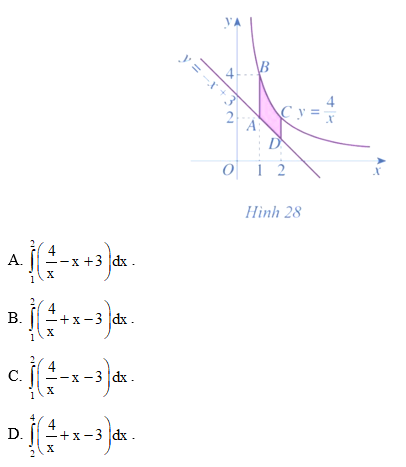 y
y = -x + 3
4
B
2
A
C y = 4/x
D
O 1 2 x
Hình 28
A. ∫₁²(4/x - x + 3)dx .
B. ∫₁²(4/x + x - 3)dx .
C. ∫₁²(4/x - x - 3)dx .
D. ∫₂⁴(4/x + x - 3)dx .